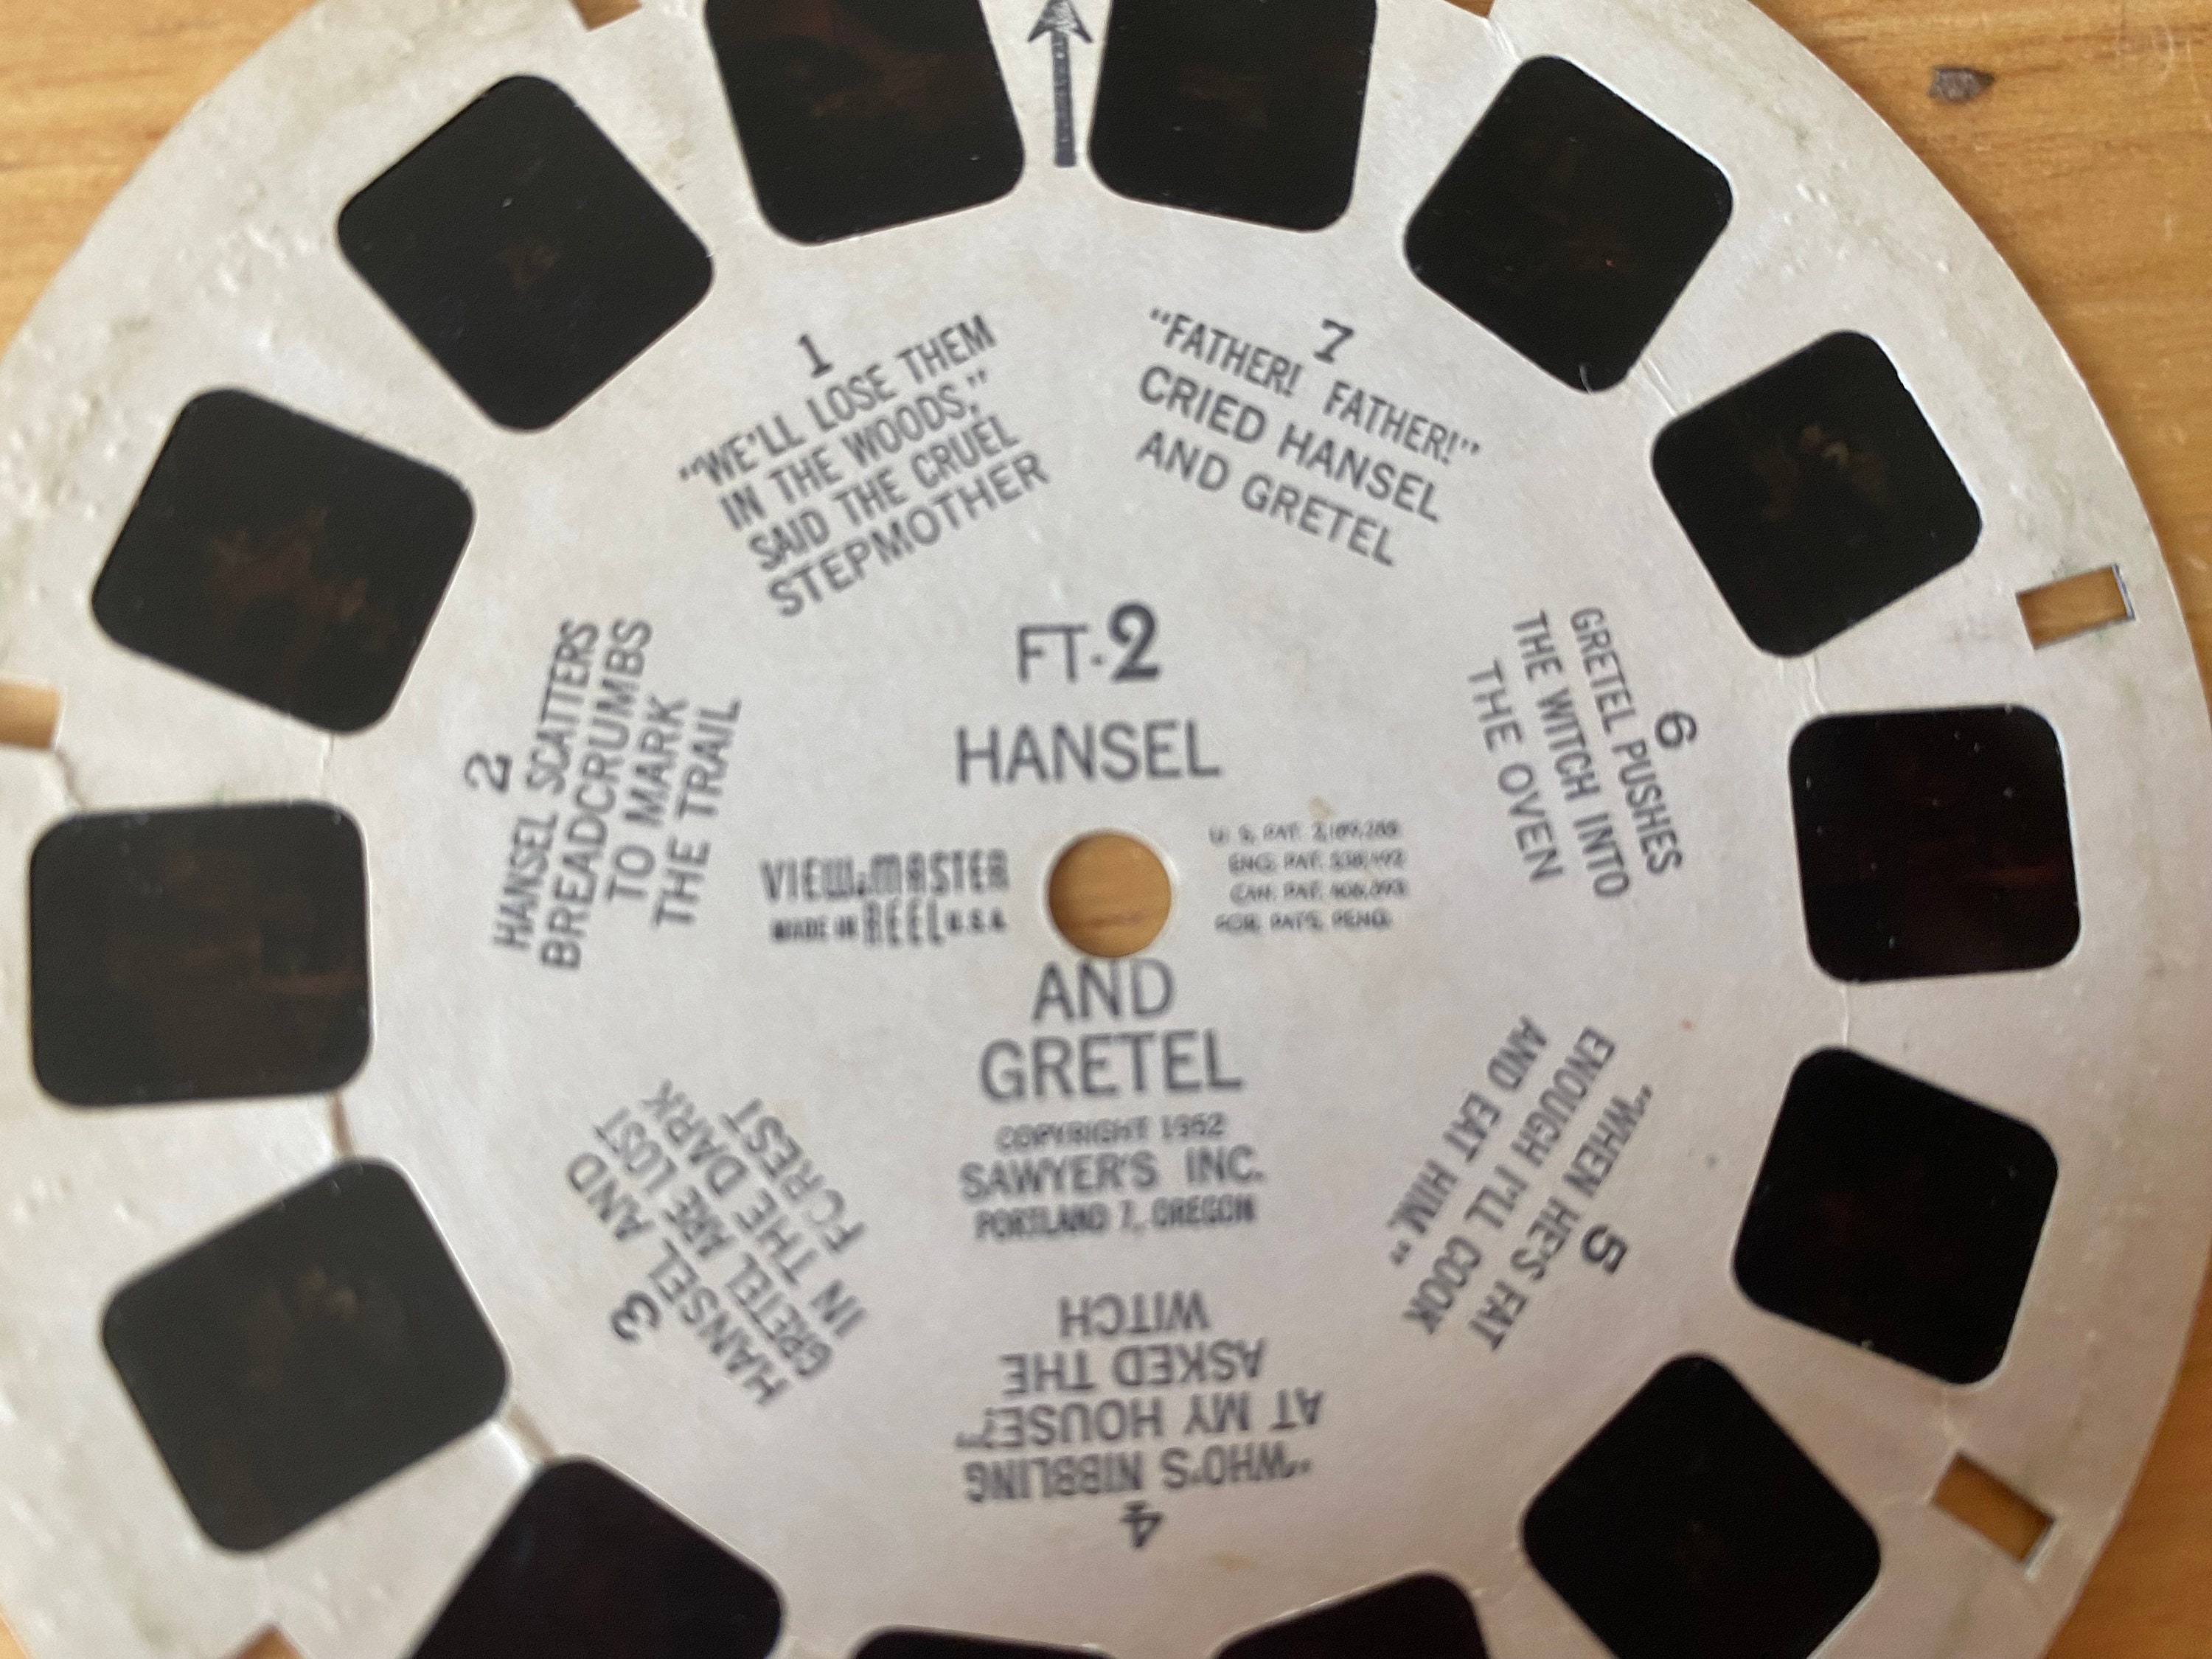 1
"WE'LL LOSE THEM
IN THE WOODS,"
SAID THE CRUEL
STEPMOTHER
7
"FATHER! FATHER!"
CRIED HANSEL
AND GRETEL
2
HANSEL SCATTERS
BREADCRUMBS
TO MARK
THE TRAIL
6
GRETEL PUSHES
THE WITCH INTO
THE OVEN
FT-2
HANSEL
VIEW-MASTER
MADE IN REEL U.S.A.
U. S. PAT. 2,189,285
ENG. PAT. 538,192
CAN. PAT. 406,093
FOR. PATS. PEND.
AND
GRETEL
COPYRIGHT 1952
SAWYER'S INC.
PORTLAND 7, OREGON
3
HANSEL AND
GRETEL ARE LOST
IN THE DARK
FOREST
5
"WHEN HE'S FAT
ENOUGH I'LL COOK
AND EAT HIM."
4
"WHO'S NIBBLING
AT MY HOUSE?"
ASKED THE
WITCH